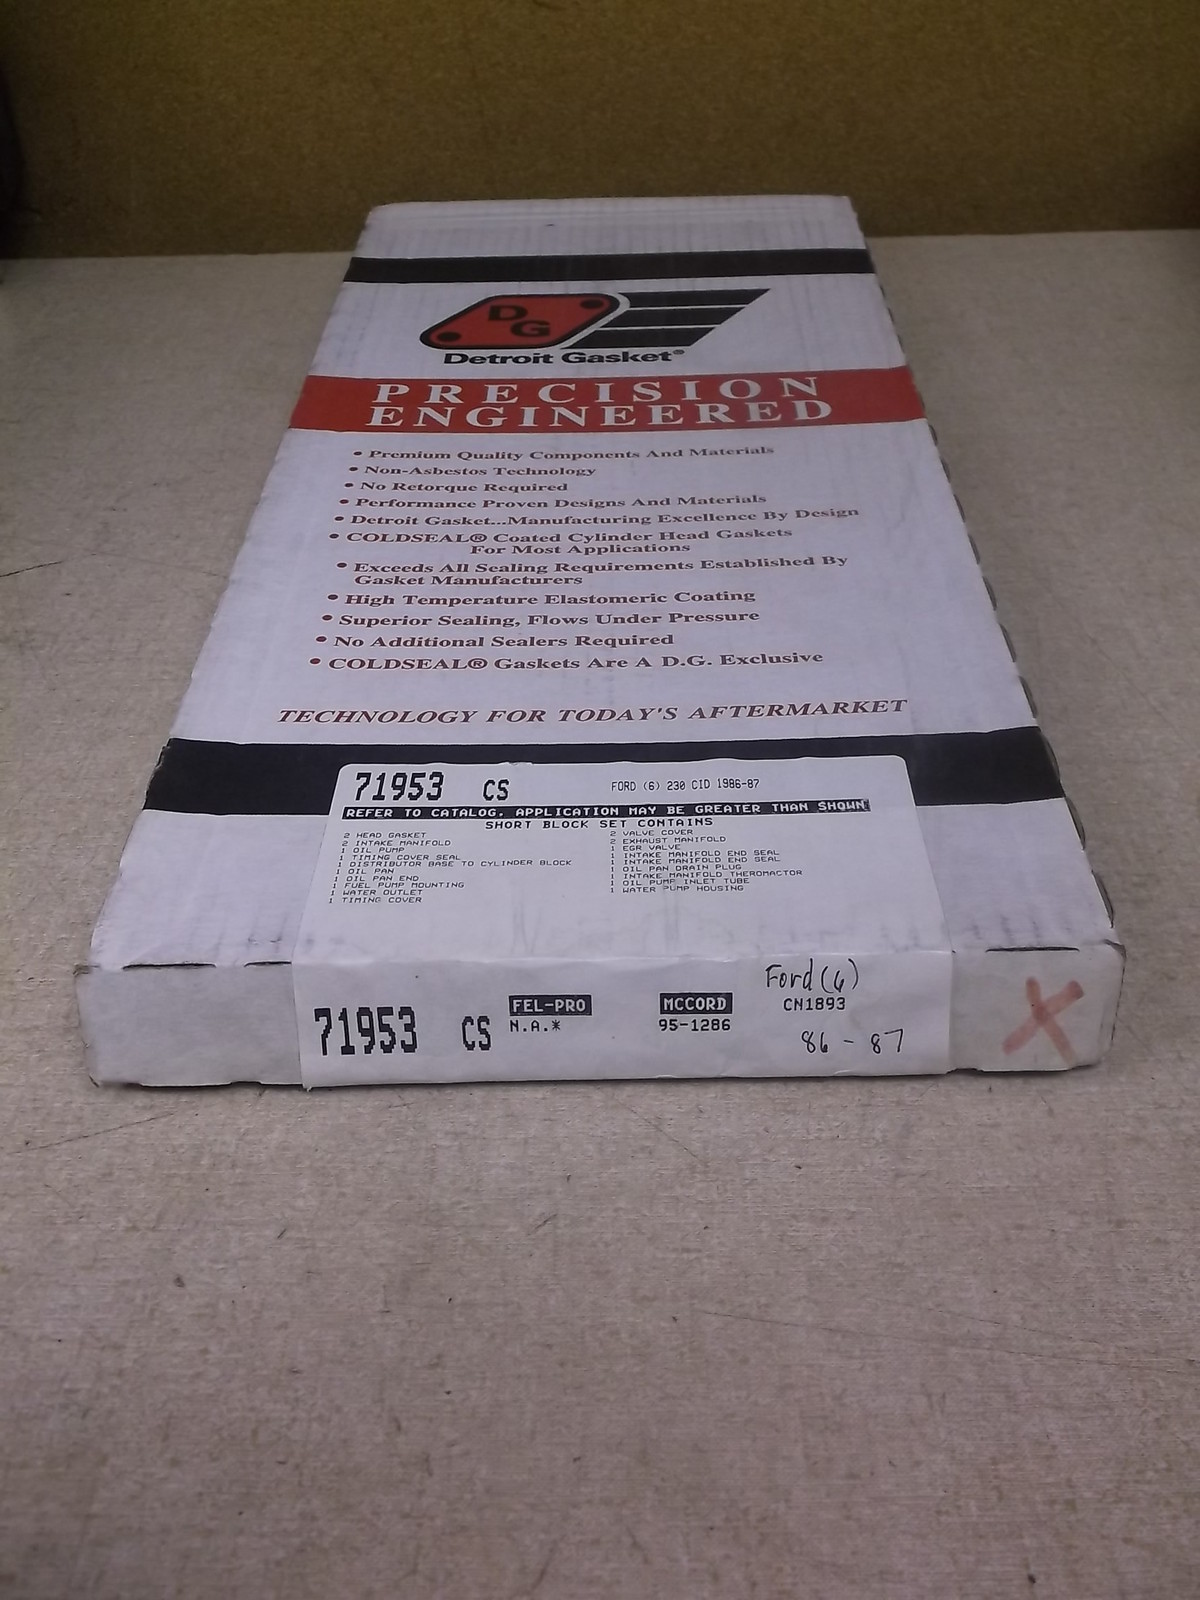 D
G
Detroit Gasket®
PRECISION
ENGINEERED
• Premium Quality Components And Materials
• Non-Asbestos Technology
• No Retorque Required
• Performance Proven Designs And Materials
• Detroit Gasket...Manufacturing Excellence By Design
• COLDSEAL® Coated Cylinder Head Gaskets
For Most Applications
• Exceeds All Sealing Requirements Established By
Gasket Manufacturers
• High Temperature Elastomeric Coating
• Superior Sealing, Flows Under Pressure
• No Additional Sealers Required
• COLDSEAL® Gaskets Are A D.G. Exclusive
TECHNOLOGY FOR TODAY'S AFTERMARKET
71953 CS FORD (6) 230 CID 1986-87
REFER TO CATALOG. APPLICATION MAY BE GREATER THAN SHOWN
SHORT BLOCK SET CONTAINS
2 HEAD GASKET
2 INTAKE MANIFOLD
1 OIL PUMP
1 TIMING COVER SEAL
1 DISTRIBUTOR BASE TO CYLINDER BLOCK
1 OIL PAN
1 OIL PAN END
1 FUEL PUMP MOUNTING
1 WATER OUTLET
1 TIMING COVER
2 VALVE COVER
2 EXHAUST MANIFOLD
1 EGR VALVE
1 INTAKE MANIFOLD END SEAL
1 INTAKE MANIFOLD END SEAL
1 OIL PAN DRAIN PLUG
1 INTAKE MANIFOLD THEROMACTOR
1 OIL PUMP INLET TUBE
1 WATER PUMP HOUSING
71953 CS
FEL-PRO
N.A.*
MCCORD
95-1286
Ford (6)
CN1893
86 - 87
X